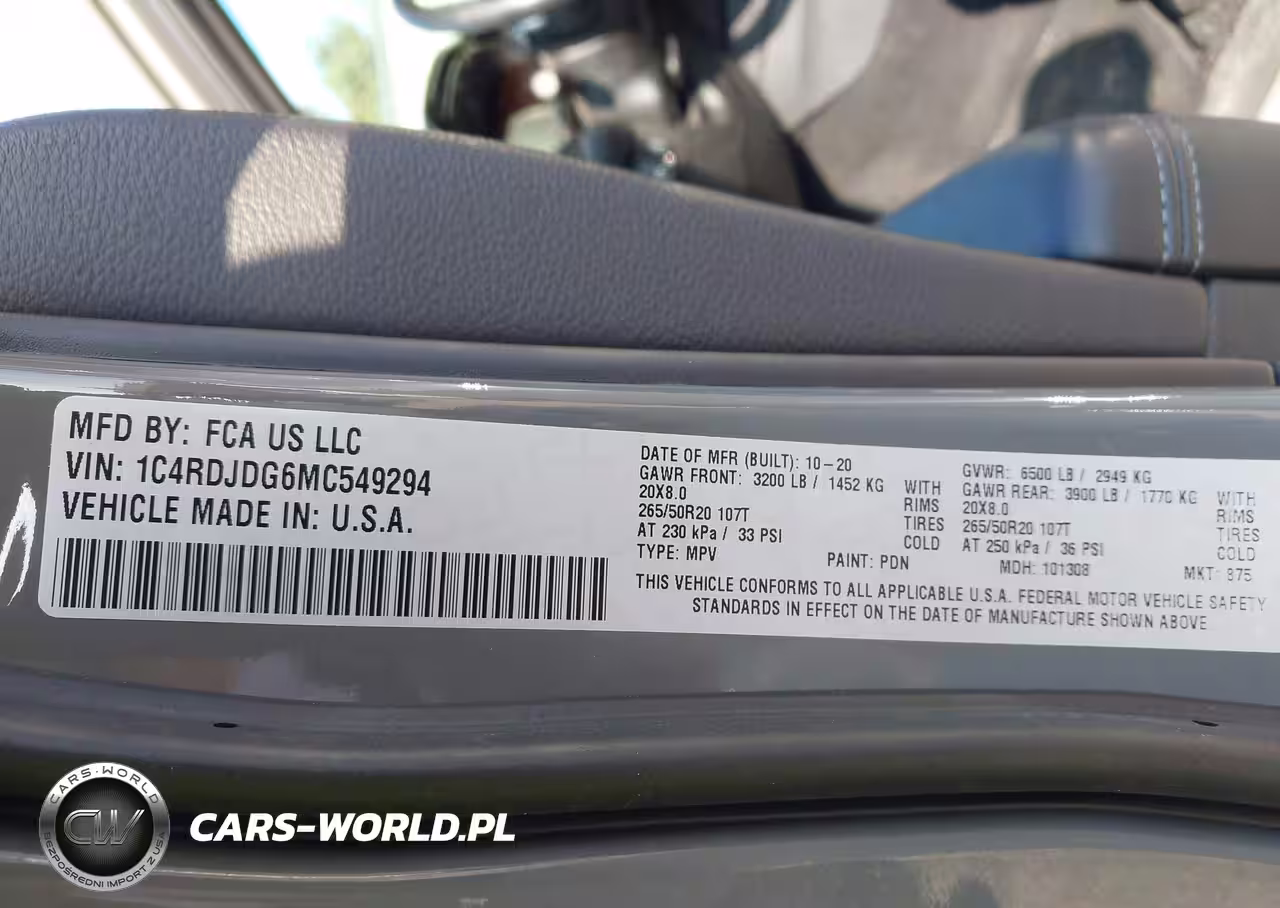 MFD BY: FCA US LLC
VIN: 1C4RDJDG6MC549294
VEHICLE MADE IN: U.S.A.
DATE OF MFR (BUILT): 10-20
GAWR FRONT: 3200 LB / 1452 KG WITH
20X8.0 RIMS
265/50R20 107T TIRES
AT 230 kPa / 33 PSI COLD
TYPE: MPV PAINT: PDN
GVWR: 6500 LB / 2949 KG
GAWR REAR: 3900 LB / 1770 KG WITH
20X8.0 RIMS
265/50R20 107T TIRES
AT 250 kPa / 36 PSI COLD
MDH: 101308 MKT: 875
THIS VEHICLE CONFORMS TO ALL APPLICABLE U.S.A. FEDERAL MOTOR VEHICLE SAFETY
STANDARDS IN EFFECT ON THE DATE OF MANUFACTURE SHOWN ABOVE
CARS-WORLD
CW
BEZPOŚREDNI IMPORT Z USA
CARS-WORLD.PL